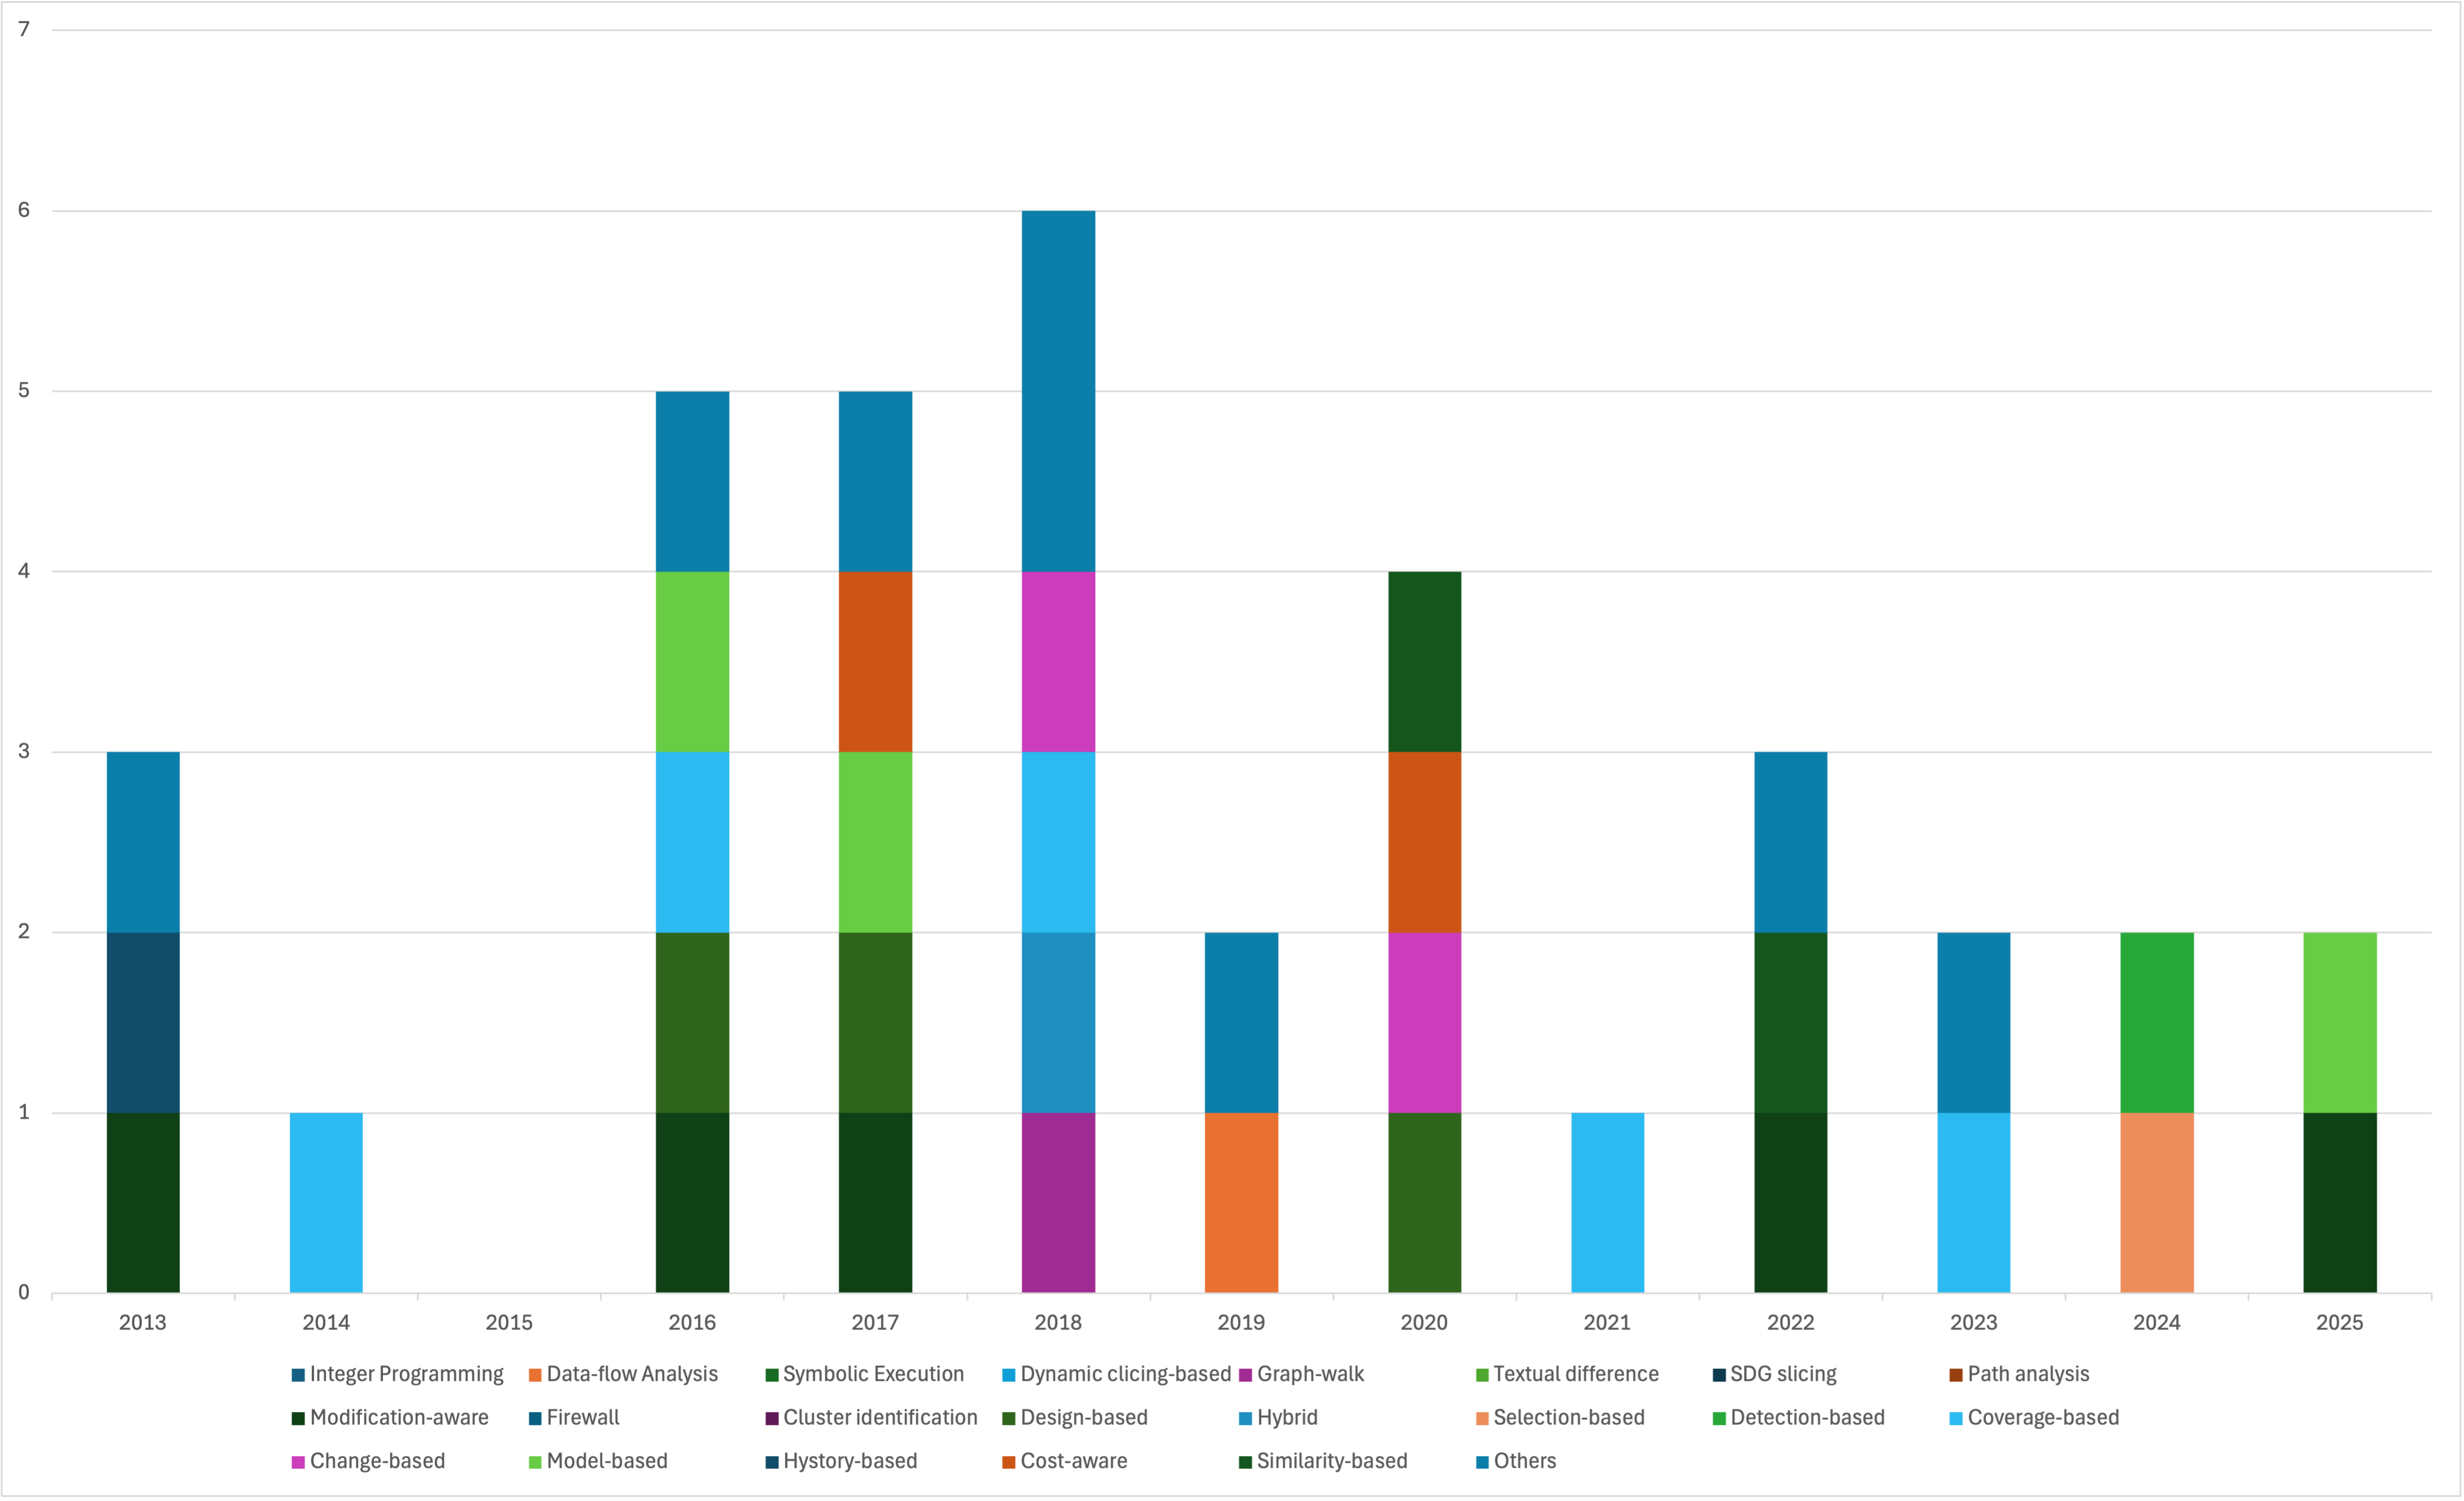 7
6
5
4
3
2
1
0
2013 2014 2015 2016 2017 2018 2019 2020 2021 2022 2023 2024 2025
Integer Programming Data-flow Analysis Symbolic Execution Dynamic clicing-based Graph-walk Textual difference SDG slicing Path analysis
Modification-aware Firewall Cluster identification Design-based Hybrid Selection-based Detection-based Coverage-based
Change-based Model-based Hystory-based Cost-aware Similarity-based Others